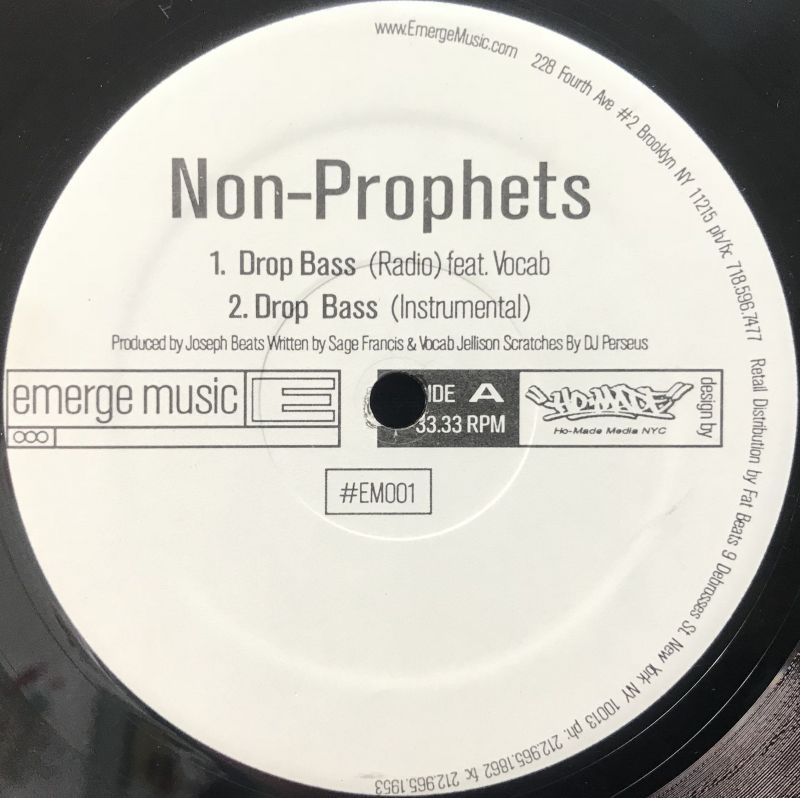 www.EmergeMusic.com 228 Fourth Ave #2 Brooklyn NY 11215 ph/fx: 718.596.7477 Retail Distribution by Fat Beats 9 Debrosses St. New York NY 10013 ph: 212.965.1862 fx: 212.965.1953
Non-Prophets
1. Drop Bass (Radio) feat. Vocab
2. Drop Bass (Instrumental)
Produced by Joseph Beats Written by Sage Francis & Vocab Jellison Scratches By DJ Perseus
emerge music E
IDE A
33.33 RPM
HO-MADE
Ho-Made Media NYC
design by
#EM001